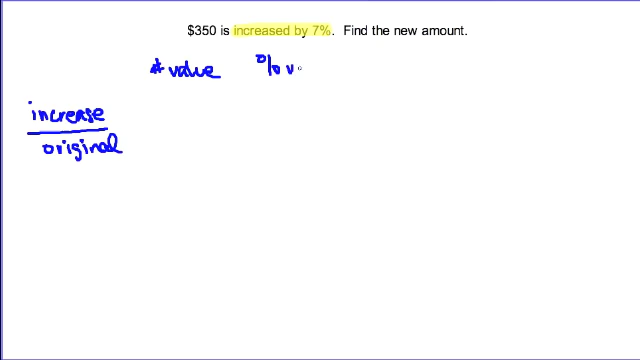 $350 is increased by 7%. Find the new amount.
# value % v
increase
original